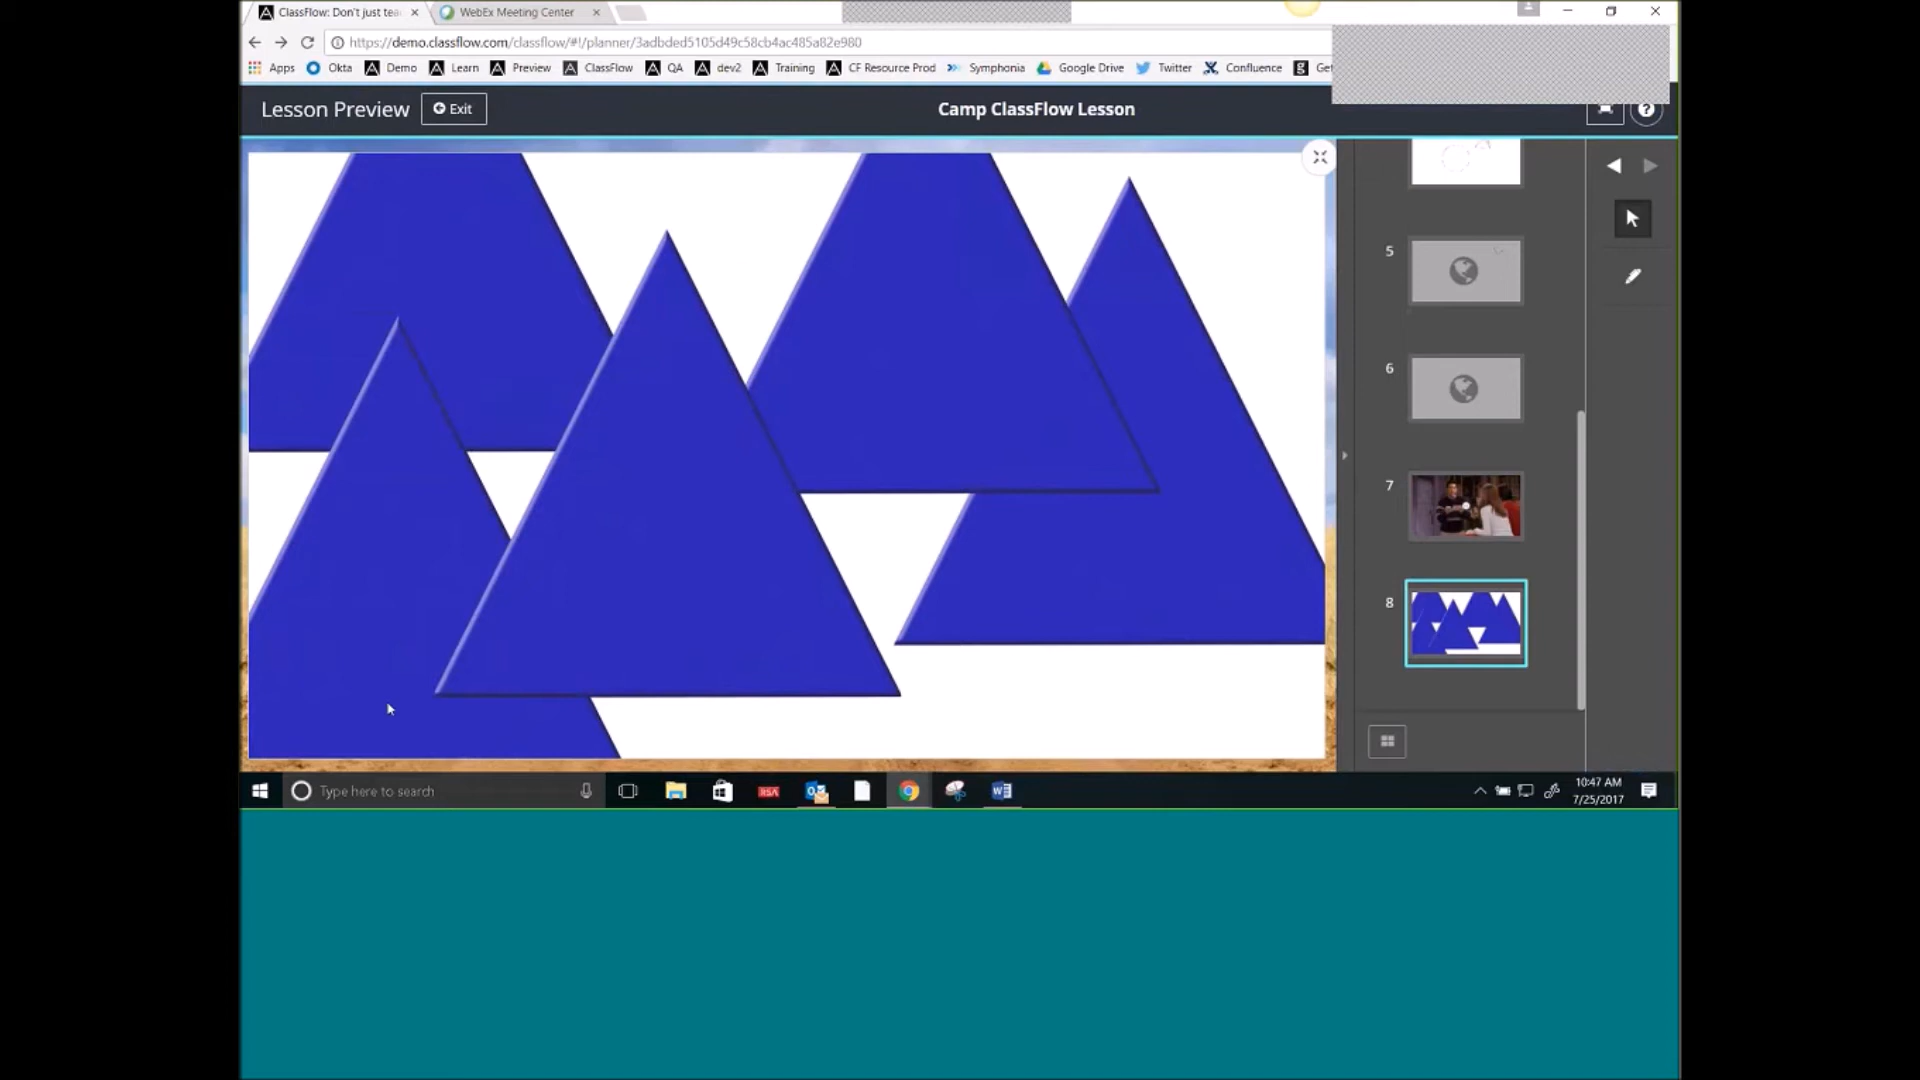 ClassFlow: Don't just tea
WebEx Meeting Center
https://demo.classflow.com/classflow/#!/planner/3adbded5105d49c58cb4ac485a82e980
Apps Okta Demo Learn Preview ClassFlow QA dev2 Training CF Resource Prod Symphonia Google Drive Twitter Confluence Get
Lesson Preview Exit Camp ClassFlow Lesson
5
6
7
8
Type here to search
RSA
10:47 AM
7/25/2017